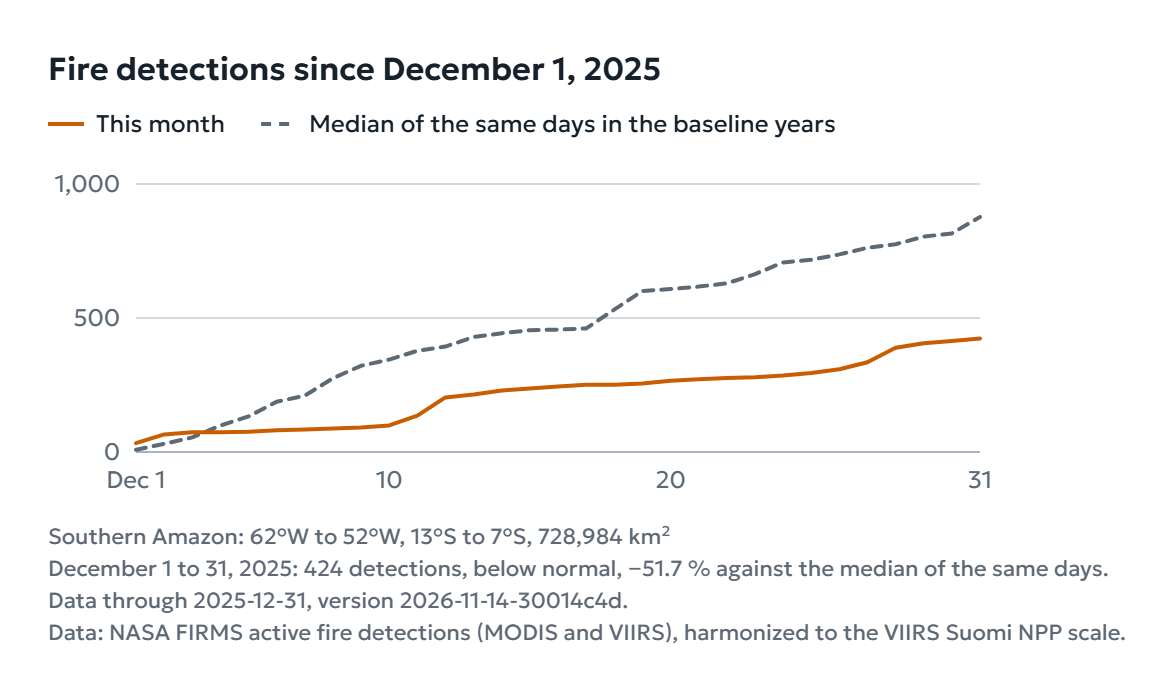 Fire detections since December 1, 2025
This month
Median of the same days in the baseline years
1,000
500
0
Dec 1
10
20
31
Southern Amazon: 62°W to 52°W, 13°S to 7°S, 728,984 km²
December 1 to 31, 2025: 424 detections, below normal, −51.7 % against the median of the same days.
Data through 2025-12-31, version 2026-11-14-30014c4d.
Data: NASA FIRMS active fire detections (MODIS and VIIRS), harmonized to the VIIRS Suomi NPP scale.